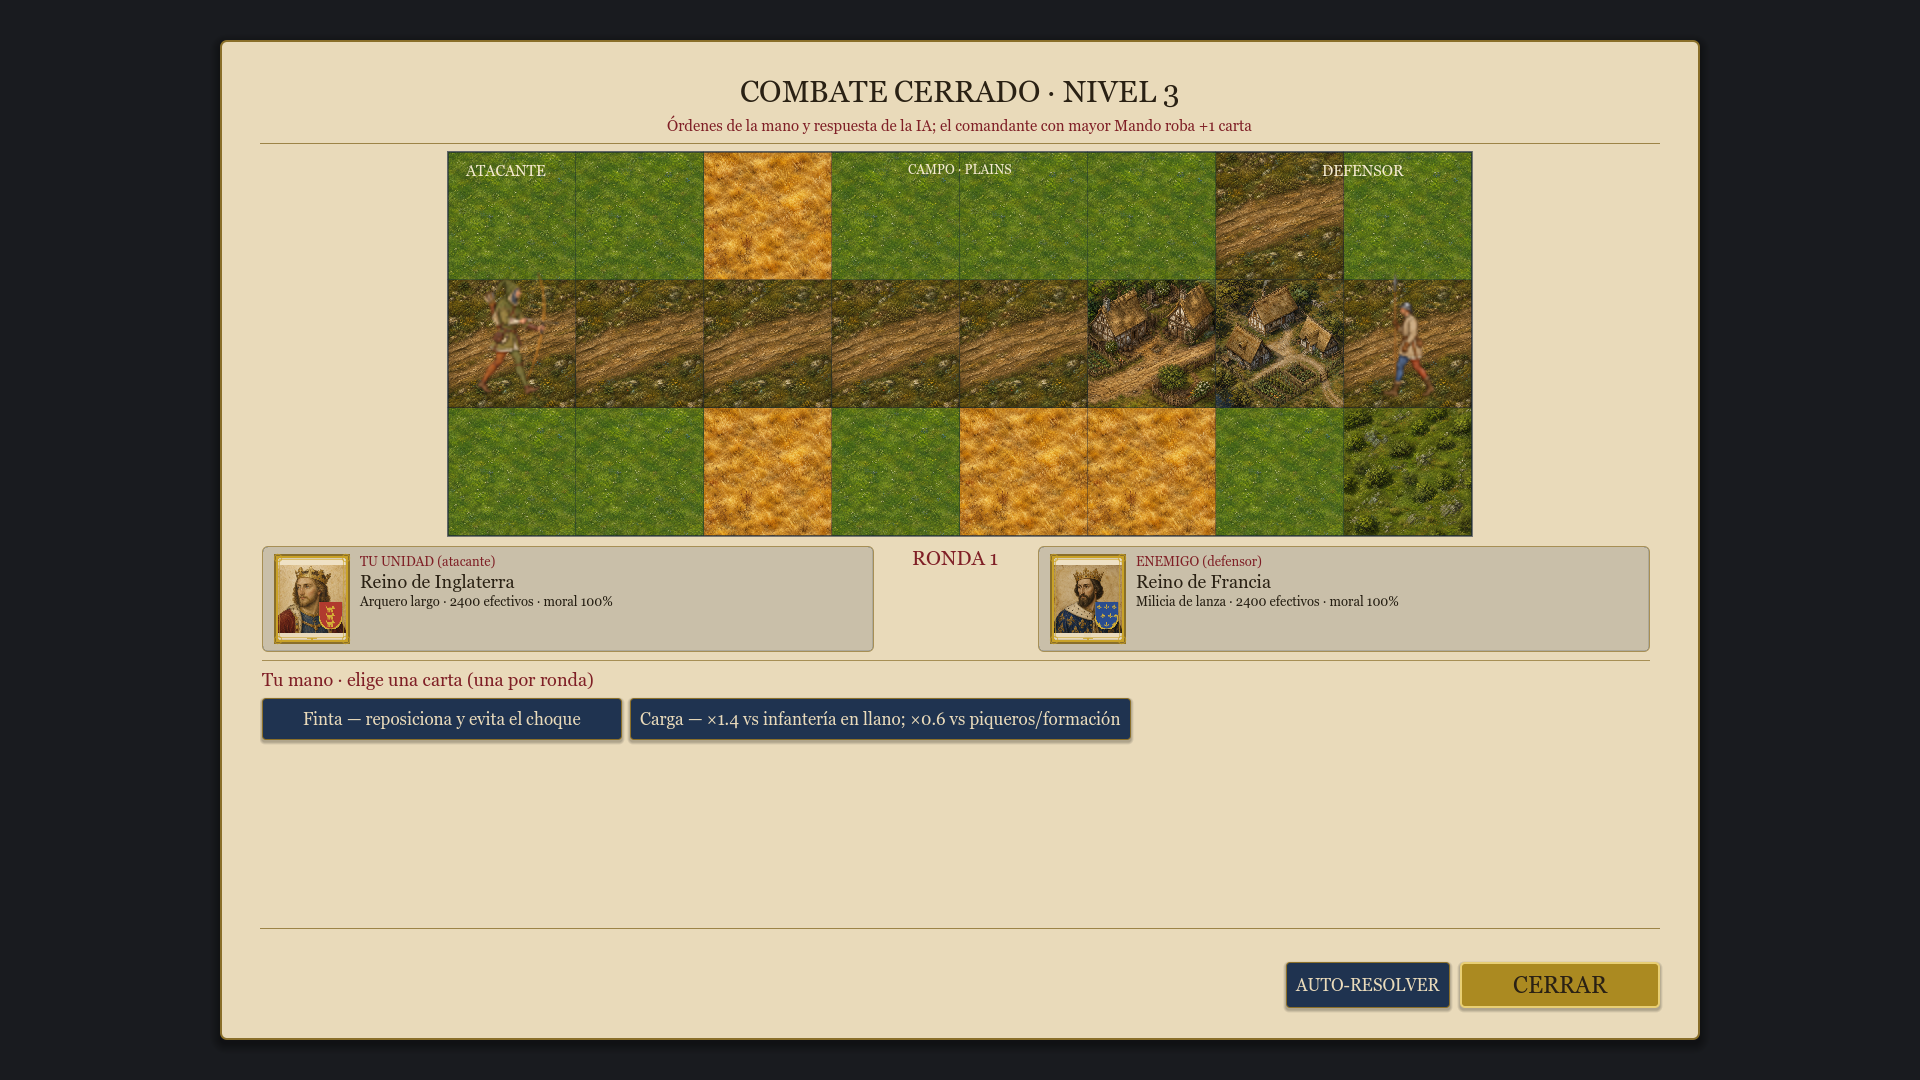 COMBATE CERRADO · NIVEL 3
Órdenes de la mano y respuesta de la IA; el comandante con mayor Mando roba +1 carta
ATACANTE
CAMPO · PLAINS
DEFENSOR
TU UNIDAD (atacante)
Reino de Inglaterra
Arquero largo · 2400 efectivos · moral 100%
RONDA 1
ENEMIGO (defensor)
Reino de Francia
Milicia de lanza · 2400 efectivos · moral 100%
Tu mano · elige una carta (una por ronda)
Finta — reposiciona y evita el choque
Carga — ×1.4 vs infantería en llano; ×0.6 vs piqueros/formación
AUTO-RESOLVER
CERRAR